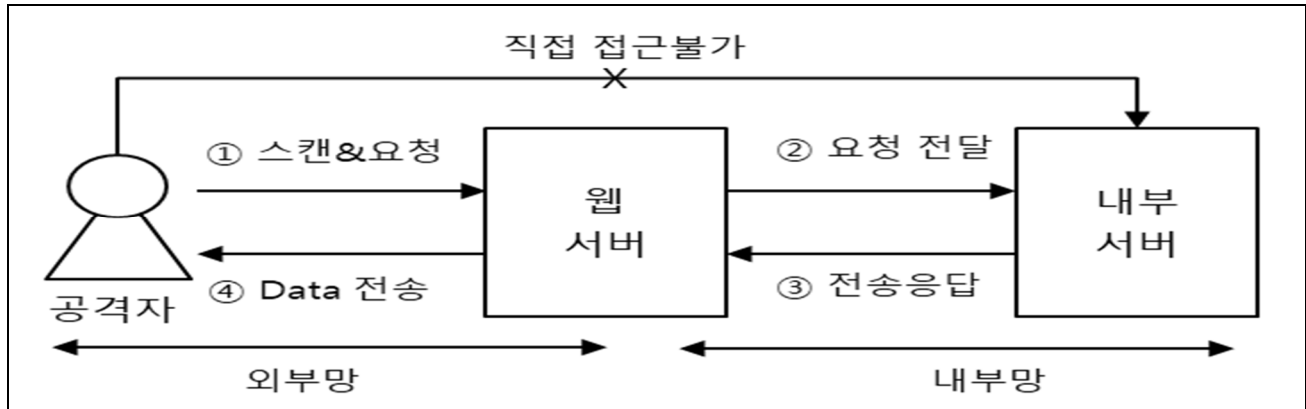 직접 접근불가
① 스캔&요청
② 요청 전달
웹
서버
내부
서버
④ Data 전송
③ 전송응답
공격자
외부망
내부망